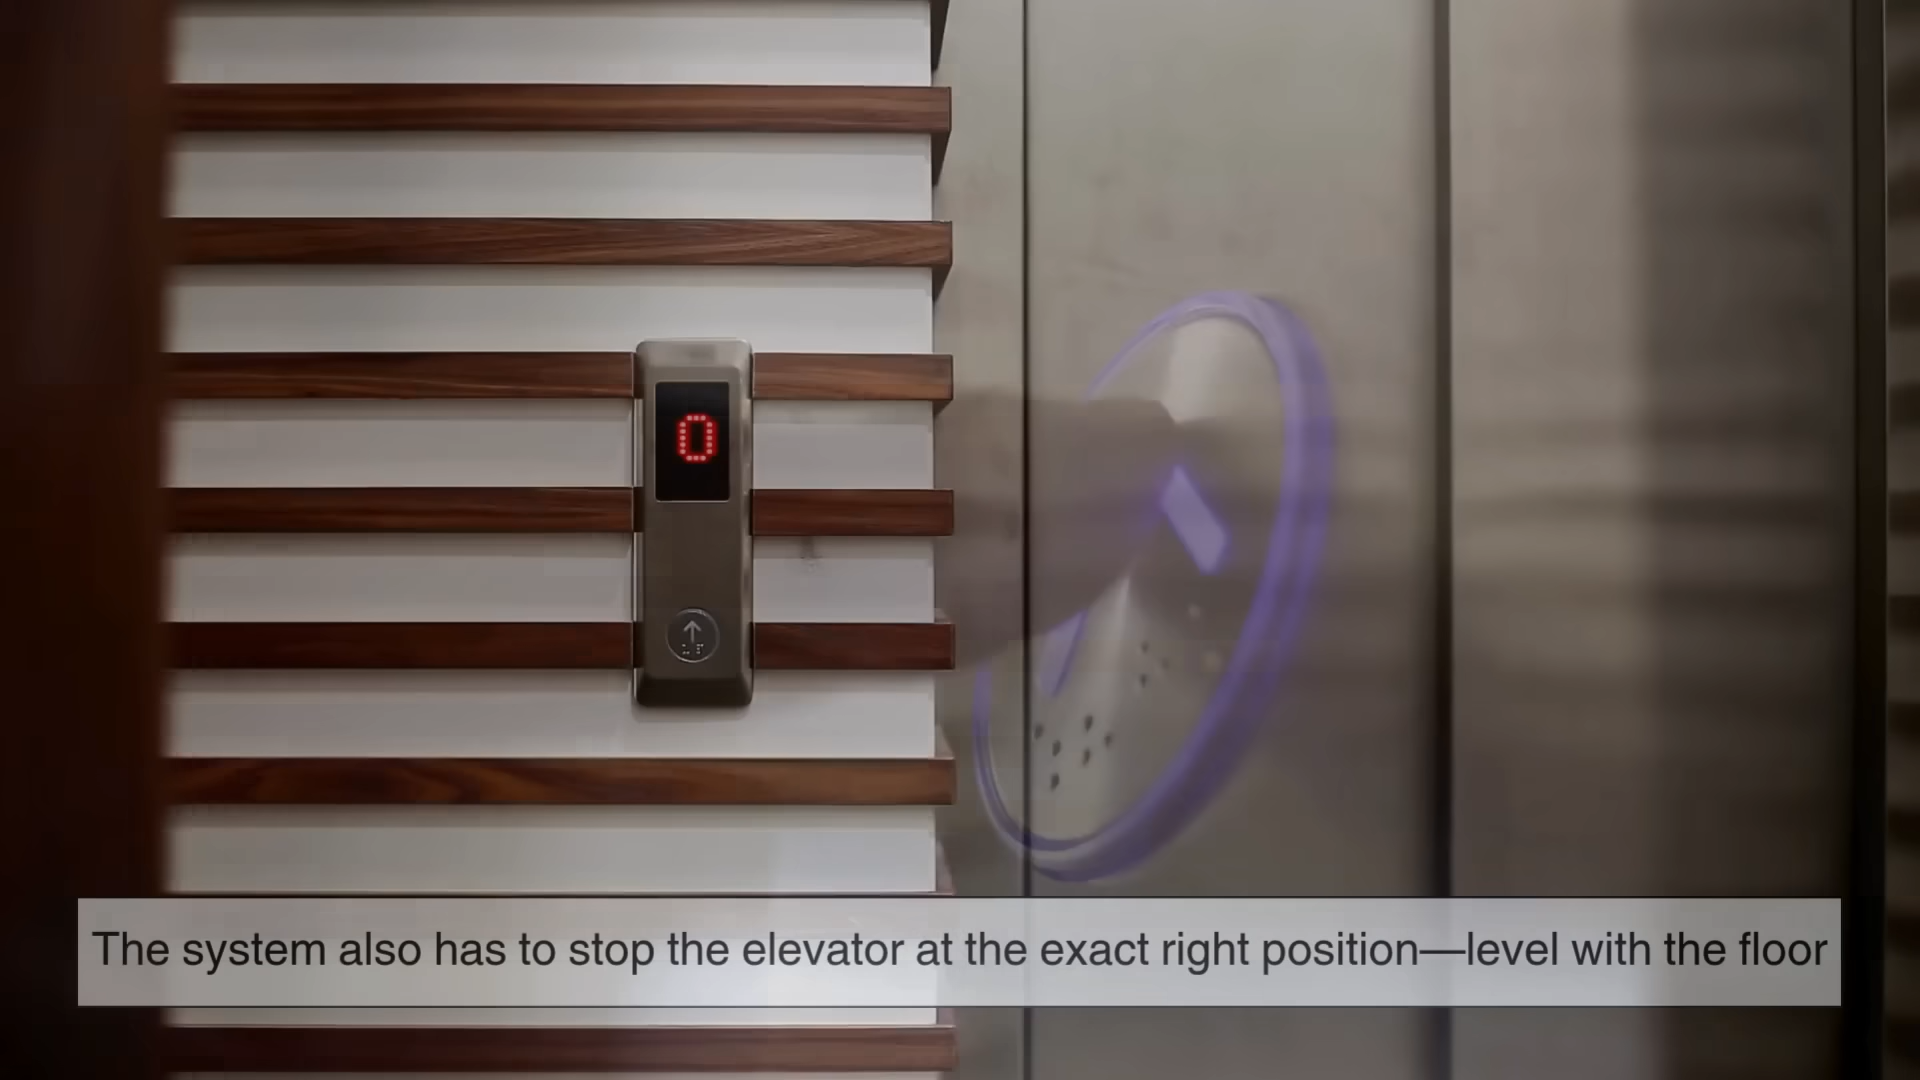 0
The system also has to stop the elevator at the exact right position—level with the floor